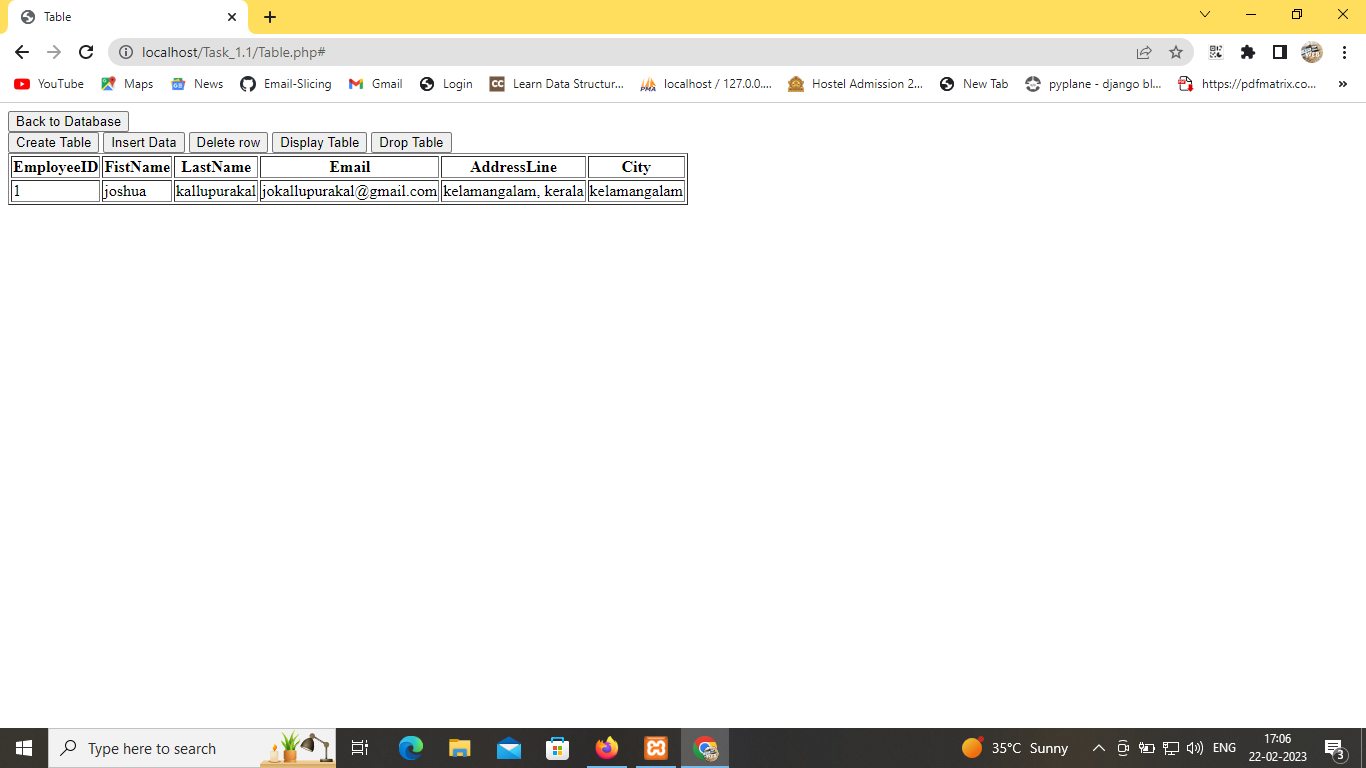 Table
localhost/Task_1.1/Table.php#
YouTube Maps News Email-Slicing Gmail Login Learn Data Structur... localhost / 127.0.0.... Hostel Admission 2... New Tab pyplane - django bl... https://pdfmatrix.co... »
Back to Database
Create Table Insert Data Delete row Display Table Drop Table
EmployeeID FistName LastName Email AddressLine City
1 joshua kallupurakal jokallupurakal@gmail.com kelamangalam, kerala kelamangalam
Type here to search 35°C Sunny ENG 17:06
22-02-2023 3